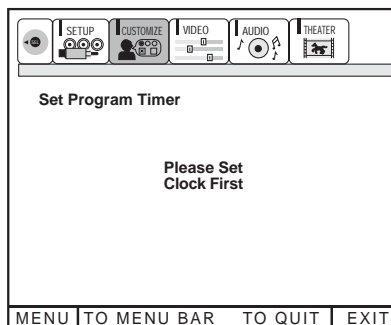 SETUP CUSTOMIZE VIDEO AUDIO THEATER
Set Program Timer
Please Set
Clock First
MENU TO MENU BAR TO QUIT EXIT